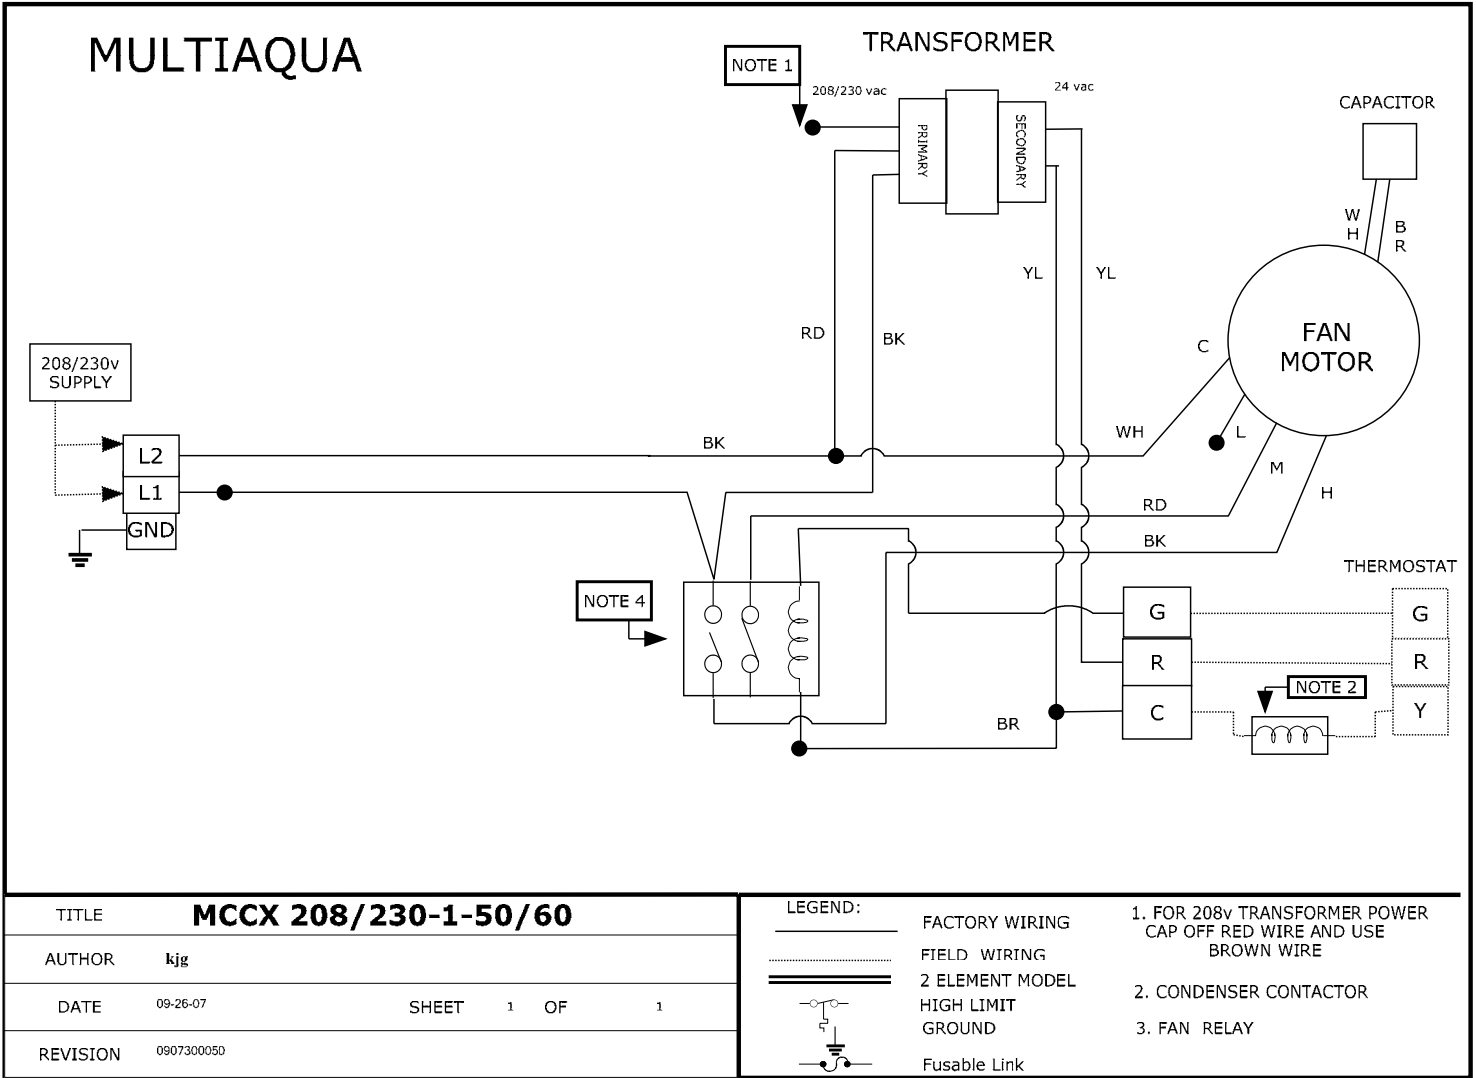 MULTIAQUA
TRANSFORMER
NOTE 1
208/230 vac
24 vac
PRIMARY
SECONDARY
CAPACITOR
W
H
B
R
YL
YL
RD
BK
C
FAN
MOTOR
208/230v
SUPPLY
L2
L1
GND
BK
WH
L
M
H
RD
BK
THERMOSTAT
NOTE 4
G
R
C
G
R
Y
NOTE 2
BR
TITLE
MCCX 208/230-1-50/60
AUTHOR
kjg
DATE
09-26-07
SHEET 1 OF 1
REVISION
0907300050
LEGEND:
FACTORY WIRING
FIELD WIRING
2 ELEMENT MODEL
HIGH LIMIT
GROUND
Fusable Link
1. FOR 208v TRANSFORMER POWER
CAP OFF RED WIRE AND USE
BROWN WIRE
2. CONDENSER CONTACTOR
3. FAN RELAY